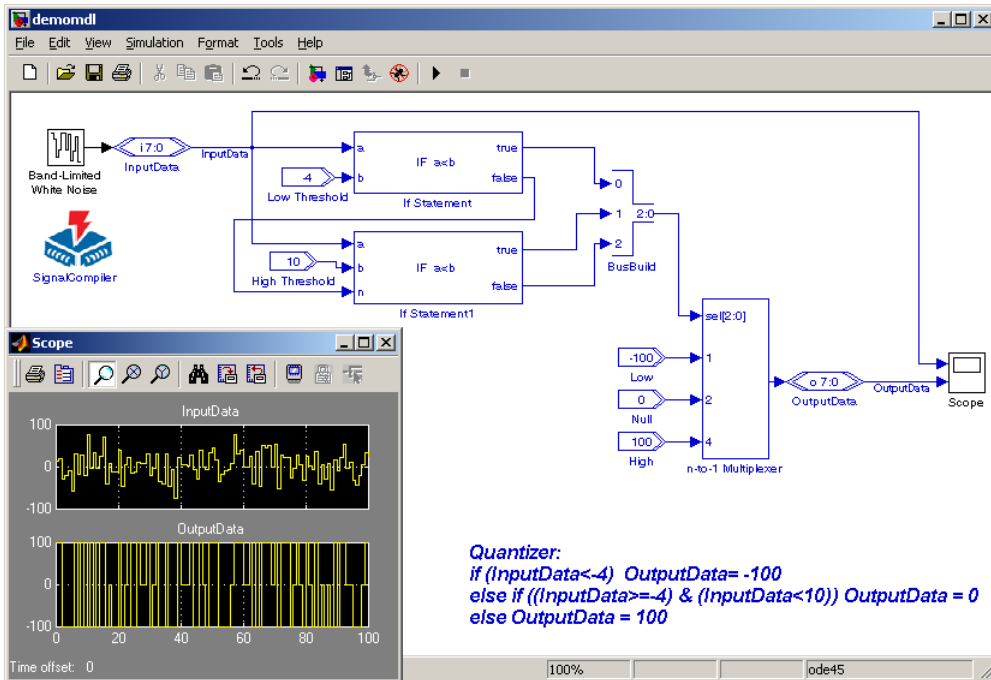 demomdl
File Edit View Simulation Format Tools Help
Band-Limited
White Noise
i 7:0
InputData
InputData
a
b
IF a<b
true
false
If Statement
-4
Low Threshold
SignalCompiler
10
High Threshold
a
b
n
IF a<b
true
false
If Statement1
0
1
2
2:0
BusBuild
sel[2:0]
1
2
4
n-to-1 Multiplexer
-100
Low
0
Null
100
High
o 7:0
OutputData
OutputData
Scope
Scope
InputData
100
0
-100
OutputData
100
0
-100
0 20 40 60 80 100
Time offset: 0
Quantizer:
if (InputData<-4) OutputData= -100
else if ((InputData>=-4) & (InputData<10)) OutputData = 0
else OutputData = 100
100%
ode45